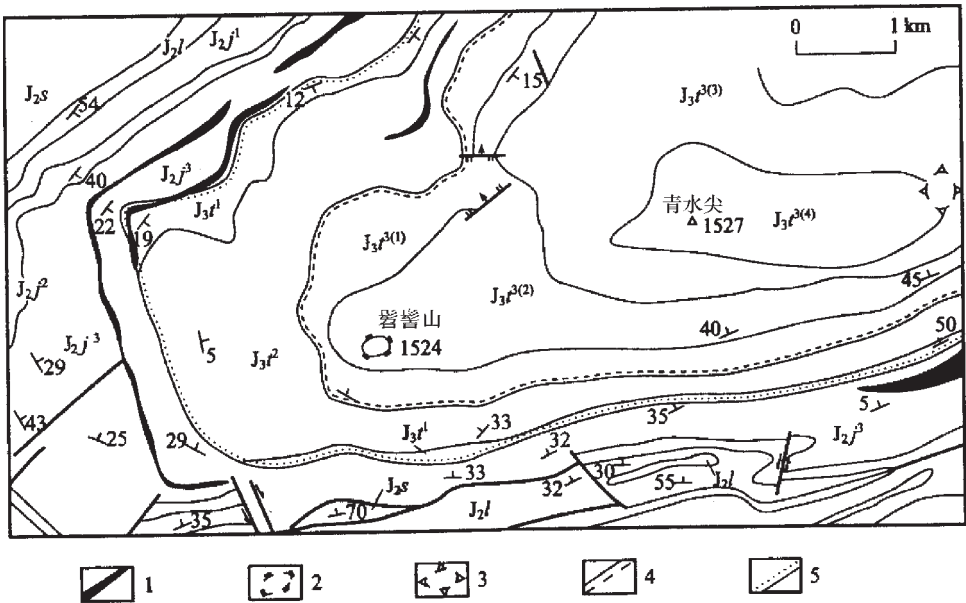 0 1 km
J₂l J₂j¹
J₂s 54
12 15
J₃t³⁽³⁾
40 J₂j³
22 19 J₃t¹
青水尖
1527 J₃t³⁽⁴⁾
J₃t³⁽¹⁾
J₂j² J₃t³⁽²⁾ 45
髫髻山
1524 40 50
J₂j³ 5 J₃t²
29
43 25 29 J₃t¹ 33 35 5
32 J₂j³
33 30
J₂s 32 55 J₂l
35 70 J₂l
1 2 3 4 5